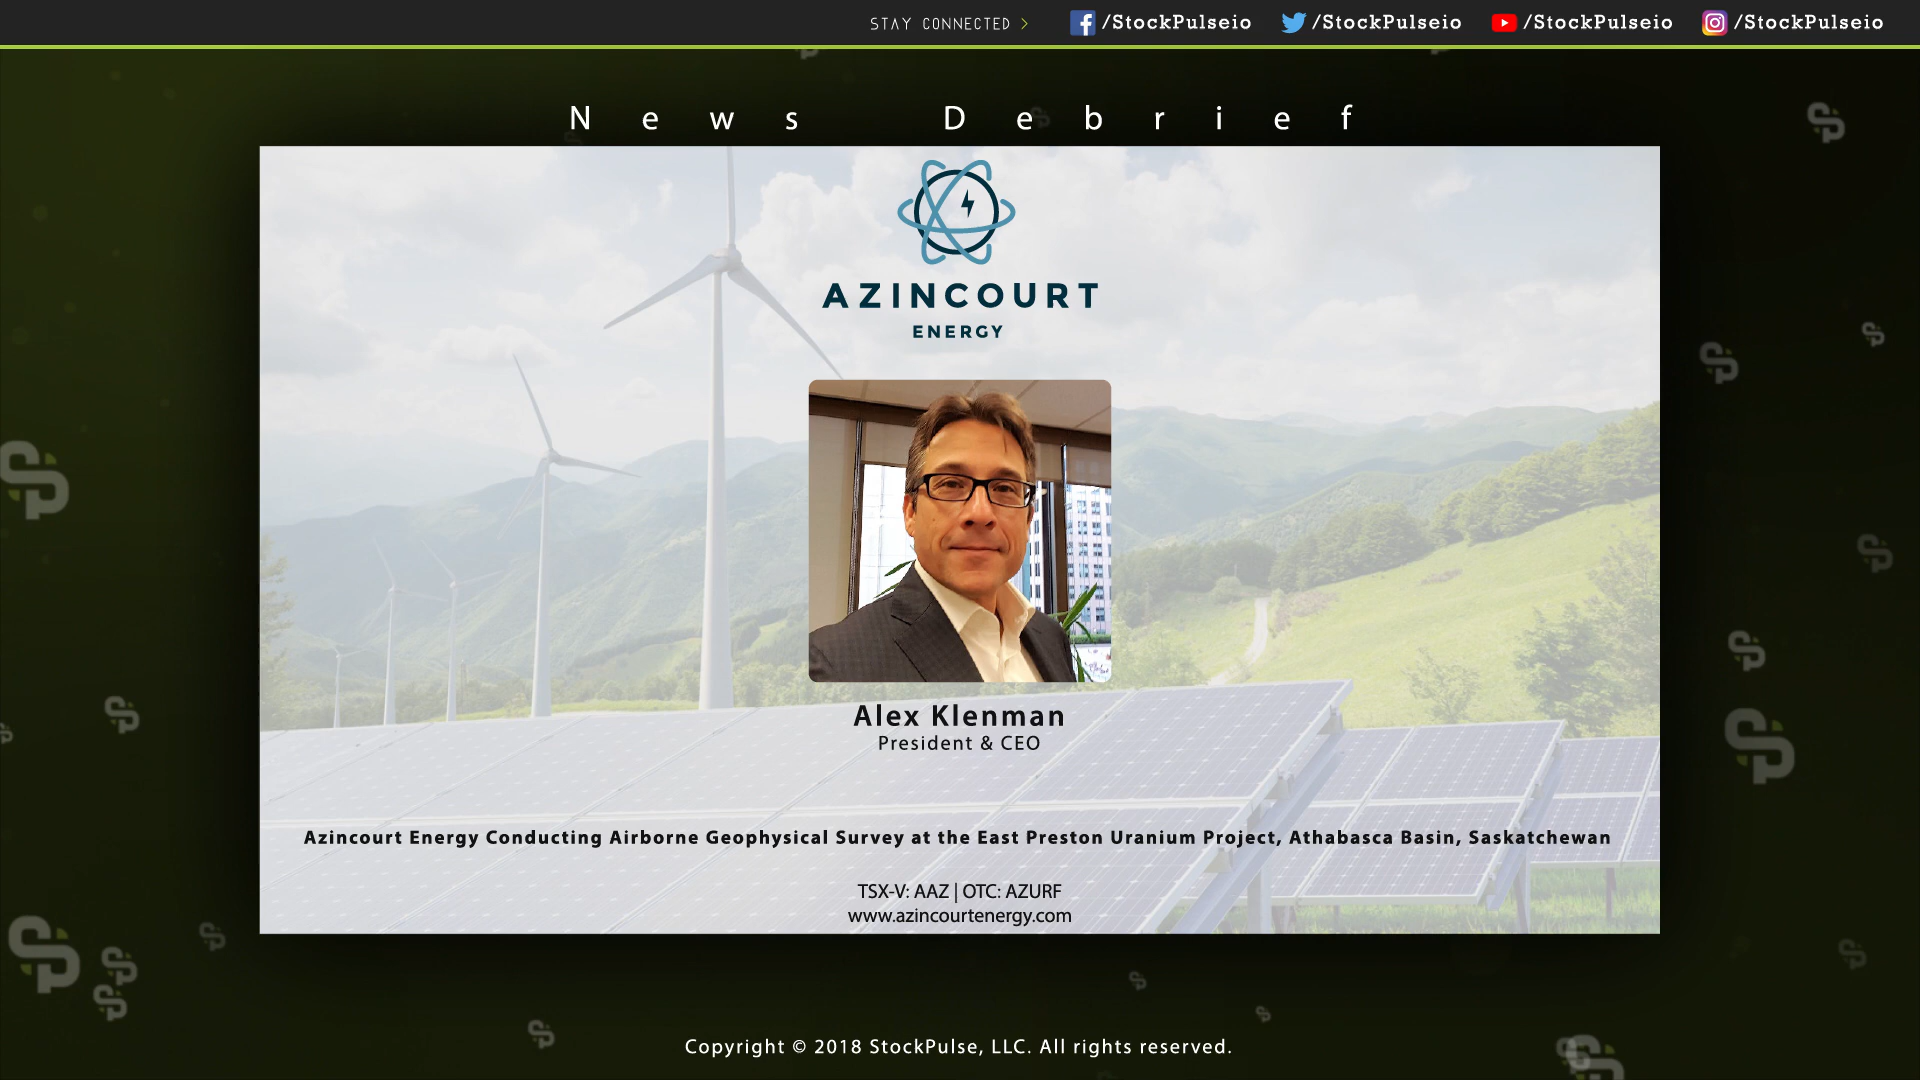 STAY CONNECTED > /StockPulseio /StockPulseio /StockPulseio /StockPulseio
News Debrief
AZINCOURT
ENERGY
Alex Klenman
President & CEO
Azincourt Energy Conducting Airborne Geophysical Survey at the East Preston Uranium Project, Athabasca Basin, Saskatchewan
TSX-V: AAZ | OTC: AZURF
www.azincourtenergy.com
Copyright © 2018 StockPulse, LLC. All rights reserved.